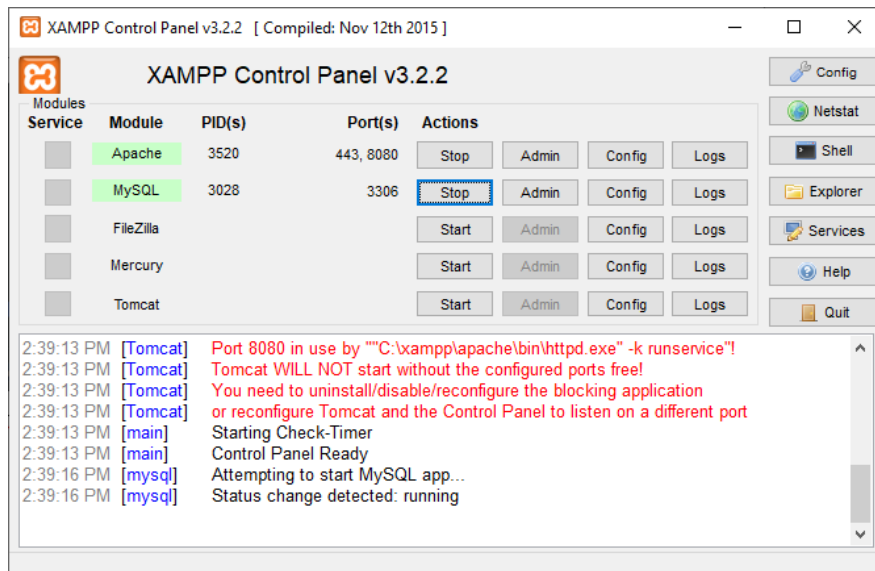 XAMPP Control Panel v3.2.2 [ Compiled: Nov 12th 2015 ]
XAMPP Control Panel v3.2.2
Config
Modules
Service Module PID(s) Port(s) Actions
Netstat
Apache 3520 443, 8080 Stop Admin Config Logs
Shell
MySQL 3028 3306 Stop Admin Config Logs
Explorer
FileZilla Start Admin Config Logs
Services
Mercury Start Admin Config Logs
Help
Tomcat Start Admin Config Logs
Quit
2:39:13 PM [Tomcat] Port 8080 in use by ""C:\xampp\apache\bin\httpd.exe" -k runservice"!
2:39:13 PM [Tomcat] Tomcat WILL NOT start without the configured ports free!
2:39:13 PM [Tomcat] You need to uninstall/disable/reconfigure the blocking application
2:39:13 PM [Tomcat] or reconfigure Tomcat and the Control Panel to listen on a different port
2:39:13 PM [main] Starting Check-Timer
2:39:13 PM [main] Control Panel Ready
2:39:16 PM [mysql] Attempting to start MySQL app...
2:39:16 PM [mysql] Status change detected: running